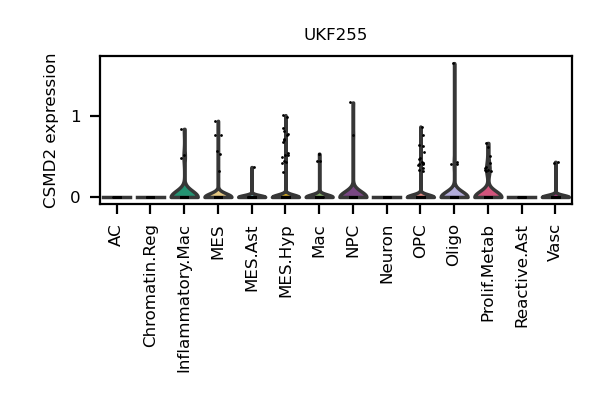 UKF255
CSMD2 expression
1
0
AC
Chromatin.Reg
Inflammatory.Mac
MES
MES.Ast
MES.Hyp
Mac
NPC
Neuron
OPC
Oligo
Prolif.Metab
Reactive.Ast
Vasc